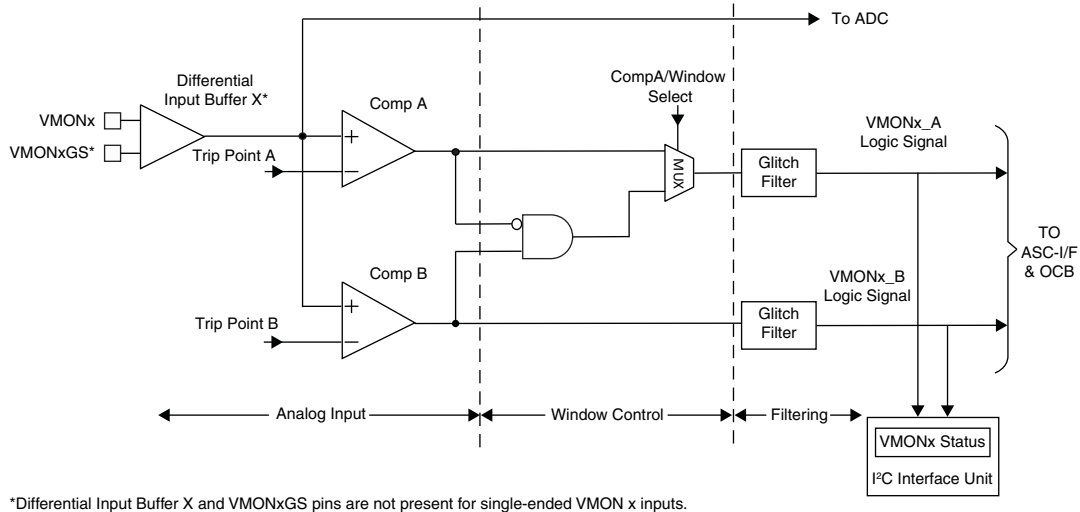 To ADC
Differential
Input Buffer X*
CompA/Window
Select
Comp A
VMONx
VMONxGS*
Trip Point A
+
–
MUX
Glitch
Filter
VMONx_A
Logic Signal
TO
ASC-I/F
& OCB
Comp B
Trip Point B
+
–
Glitch
Filter
VMONx_B
Logic Signal
Analog Input
Window Control
Filtering
VMONx Status
I²C Interface Unit
*Differential Input Buffer X and VMONxGS pins are not present for single-ended VMON x inputs.